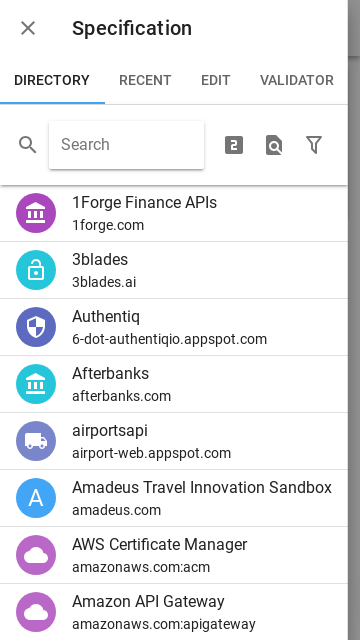 Specification
DIRECTORY
RECENT
EDIT
VALIDATOR
Search
2
1Forge Finance APIs
1forge.com
3blades
3blades.ai
Authentiq
6-dot-authentiqio.appspot.com
Afterbanks
afterbanks.com
airportsapi
airport-web.appspot.com
A
Amadeus Travel Innovation Sandbox
amadeus.com
AWS Certificate Manager
amazonaws.com:acm
Amazon API Gateway
amazonaws.com:apigateway